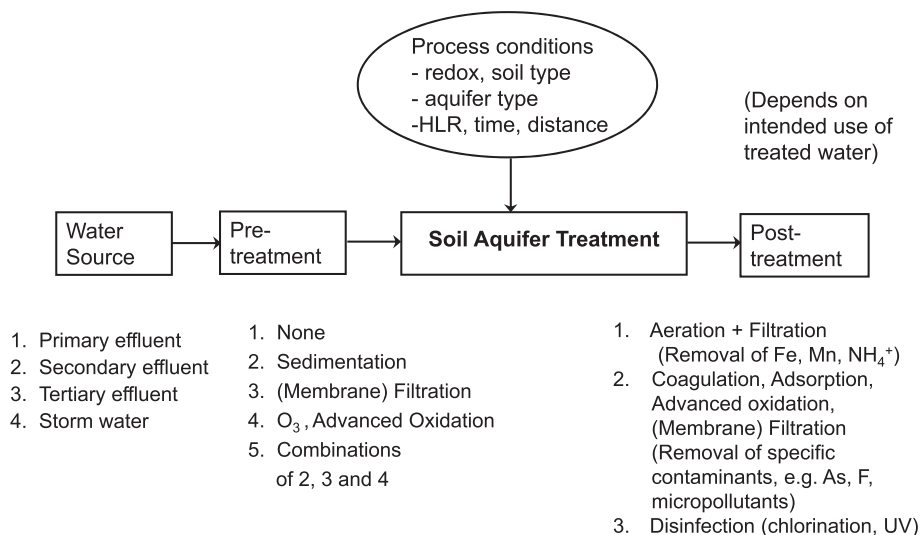 Process conditions
- redox, soil type
- aquifer type
-HLR, time, distance
(Depends on
intended use of
treated water)
Water
Source
Pre-
treatment
Soil Aquifer Treatment
Post-
treatment
1. Primary effluent
2. Secondary effluent
3. Tertiary effluent
4. Storm water
1. None
2. Sedimentation
3. (Membrane) Filtration
4. O₃ , Advanced Oxidation
5. Combinations
of 2, 3 and 4
1. Aeration + Filtration
(Removal of Fe, Mn, NH₄⁺)
2. Coagulation, Adsorption,
Advanced oxidation,
(Membrane) Filtration
(Removal of specific
contaminants, e.g. As, F,
micropollutants)
3. Disinfection (chlorination, UV)